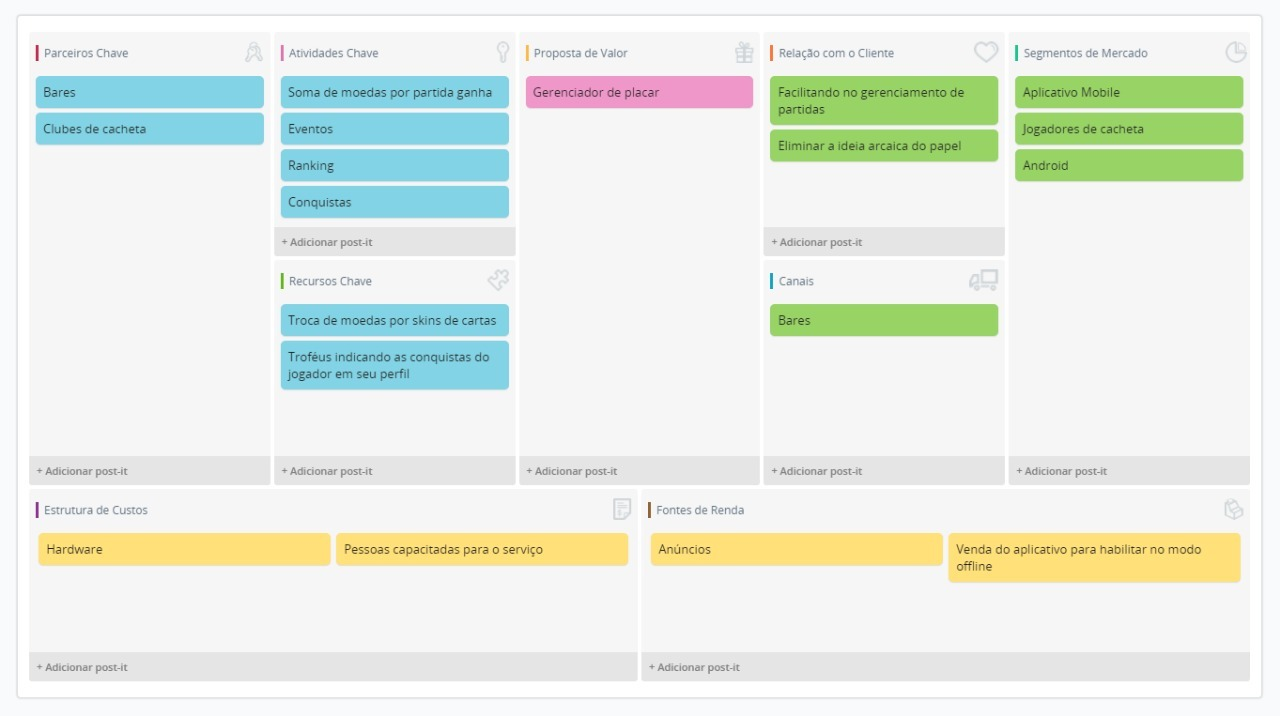 Parceiros Chave
Bares
Clubes de cacheta
+ Adicionar post-it
Atividades Chave
Soma de moedas por partida ganha
Eventos
Ranking
Conquistas
+ Adicionar post-it
Recursos Chave
Troca de moedas por skins de cartas
Troféus indicando as conquistas do
jogador em seu perfil
+ Adicionar post-it
Proposta de Valor
Gerenciador de placar
+ Adicionar post-it
Relação com o Cliente
Facilitando no gerenciamento de
partidas
Eliminar a ideia arcaica do papel
+ Adicionar post-it
Canais
Bares
+ Adicionar post-it
Segmentos de Mercado
Aplicativo Mobile
Jogadores de cacheta
Android
+ Adicionar post-it
Estrutura de Custos
Hardware
Pessoas capacitadas para o serviço
+ Adicionar post-it
Fontes de Renda
Anúncios
Venda do aplicativo para habilitar no modo
offline
+ Adicionar post-it